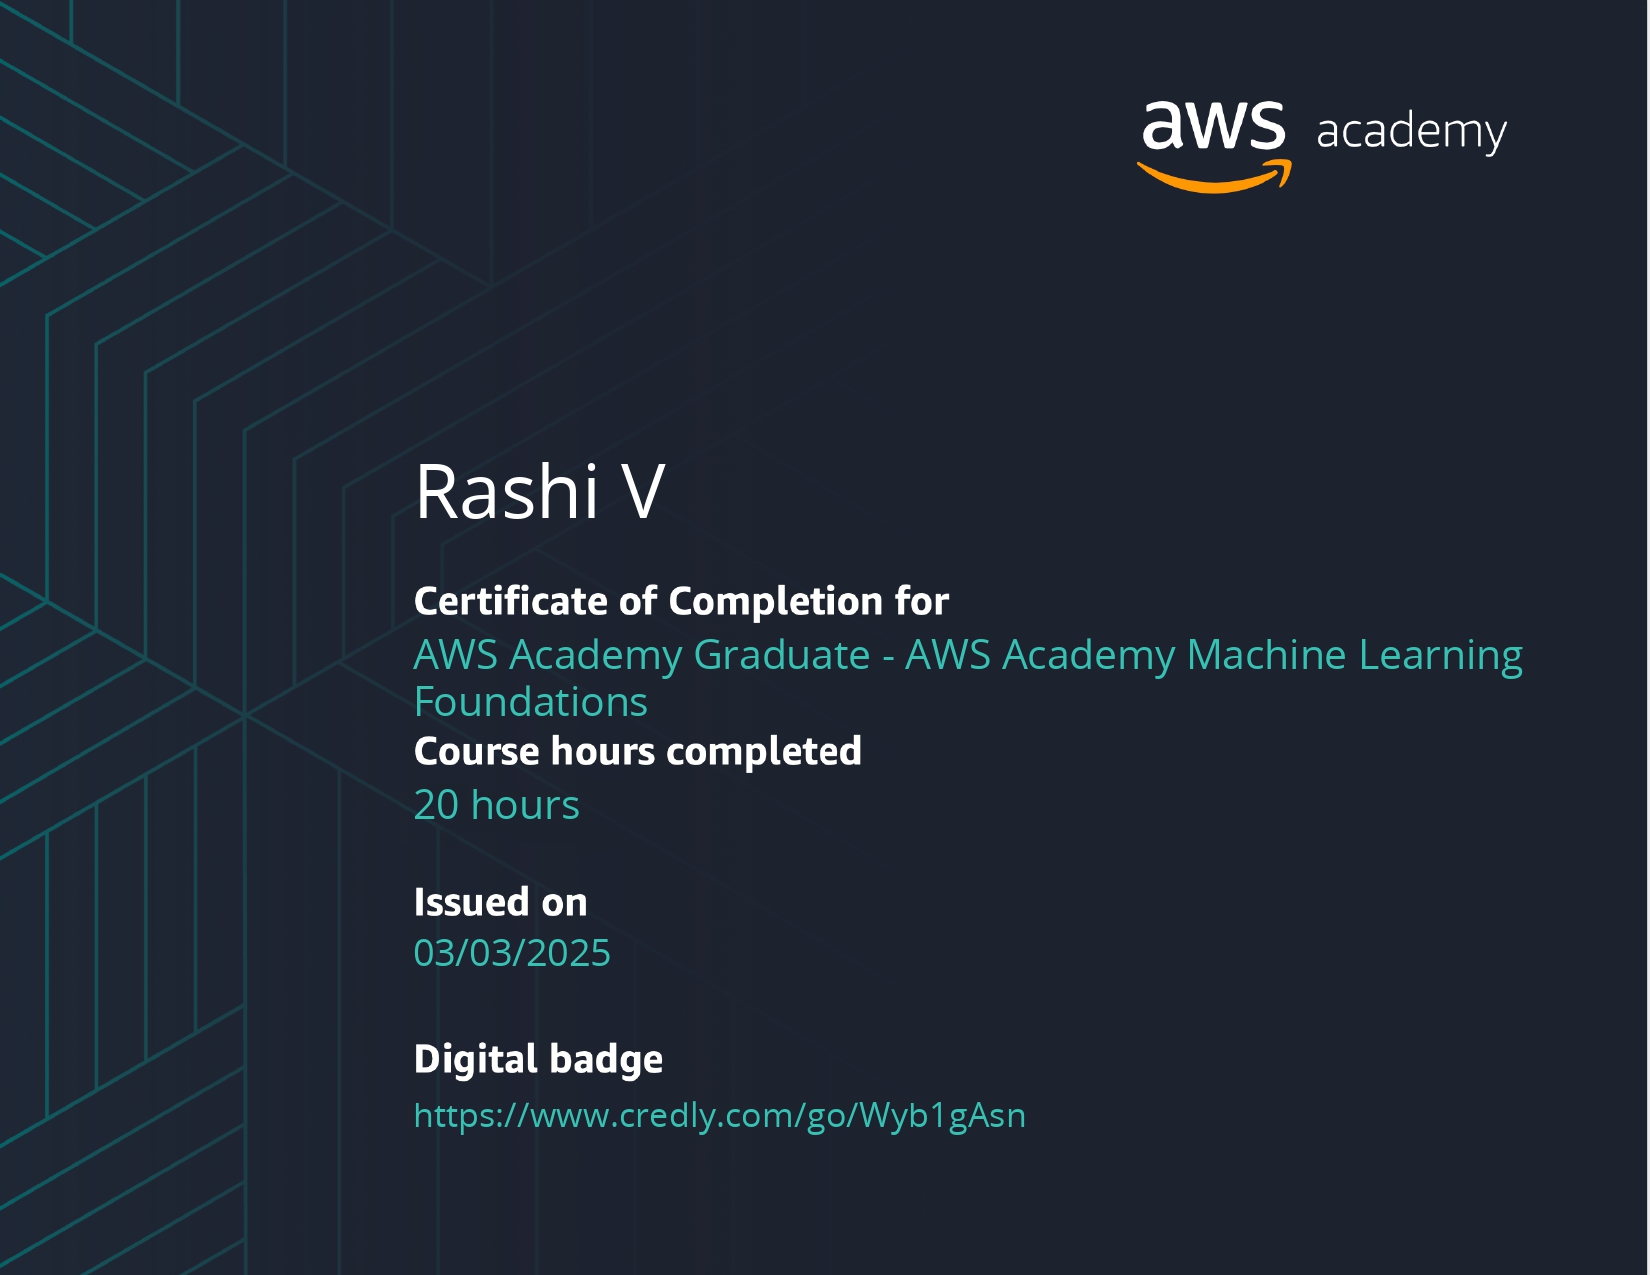 aws academy
Rashi V
Certificate of Completion for
AWS Academy Graduate - AWS Academy Machine Learning
Foundations
Course hours completed
20 hours
Issued on
03/03/2025
Digital badge
https://www.credly.com/go/Wyb1gAsn